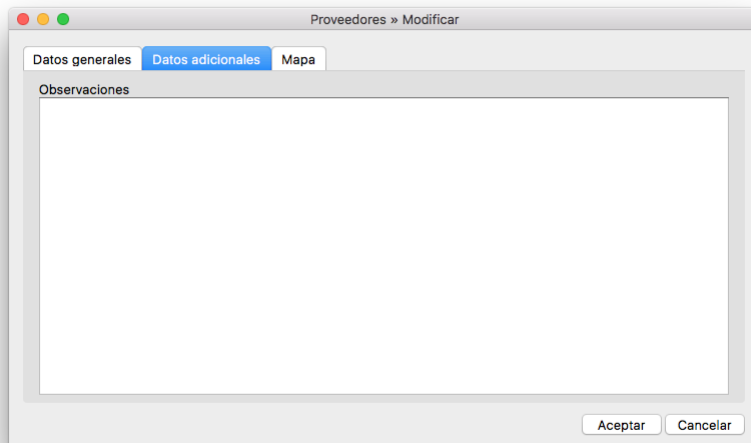 Proveedores » Modificar
Datos generales Datos adicionales Mapa
Observaciones
Aceptar Cancelar